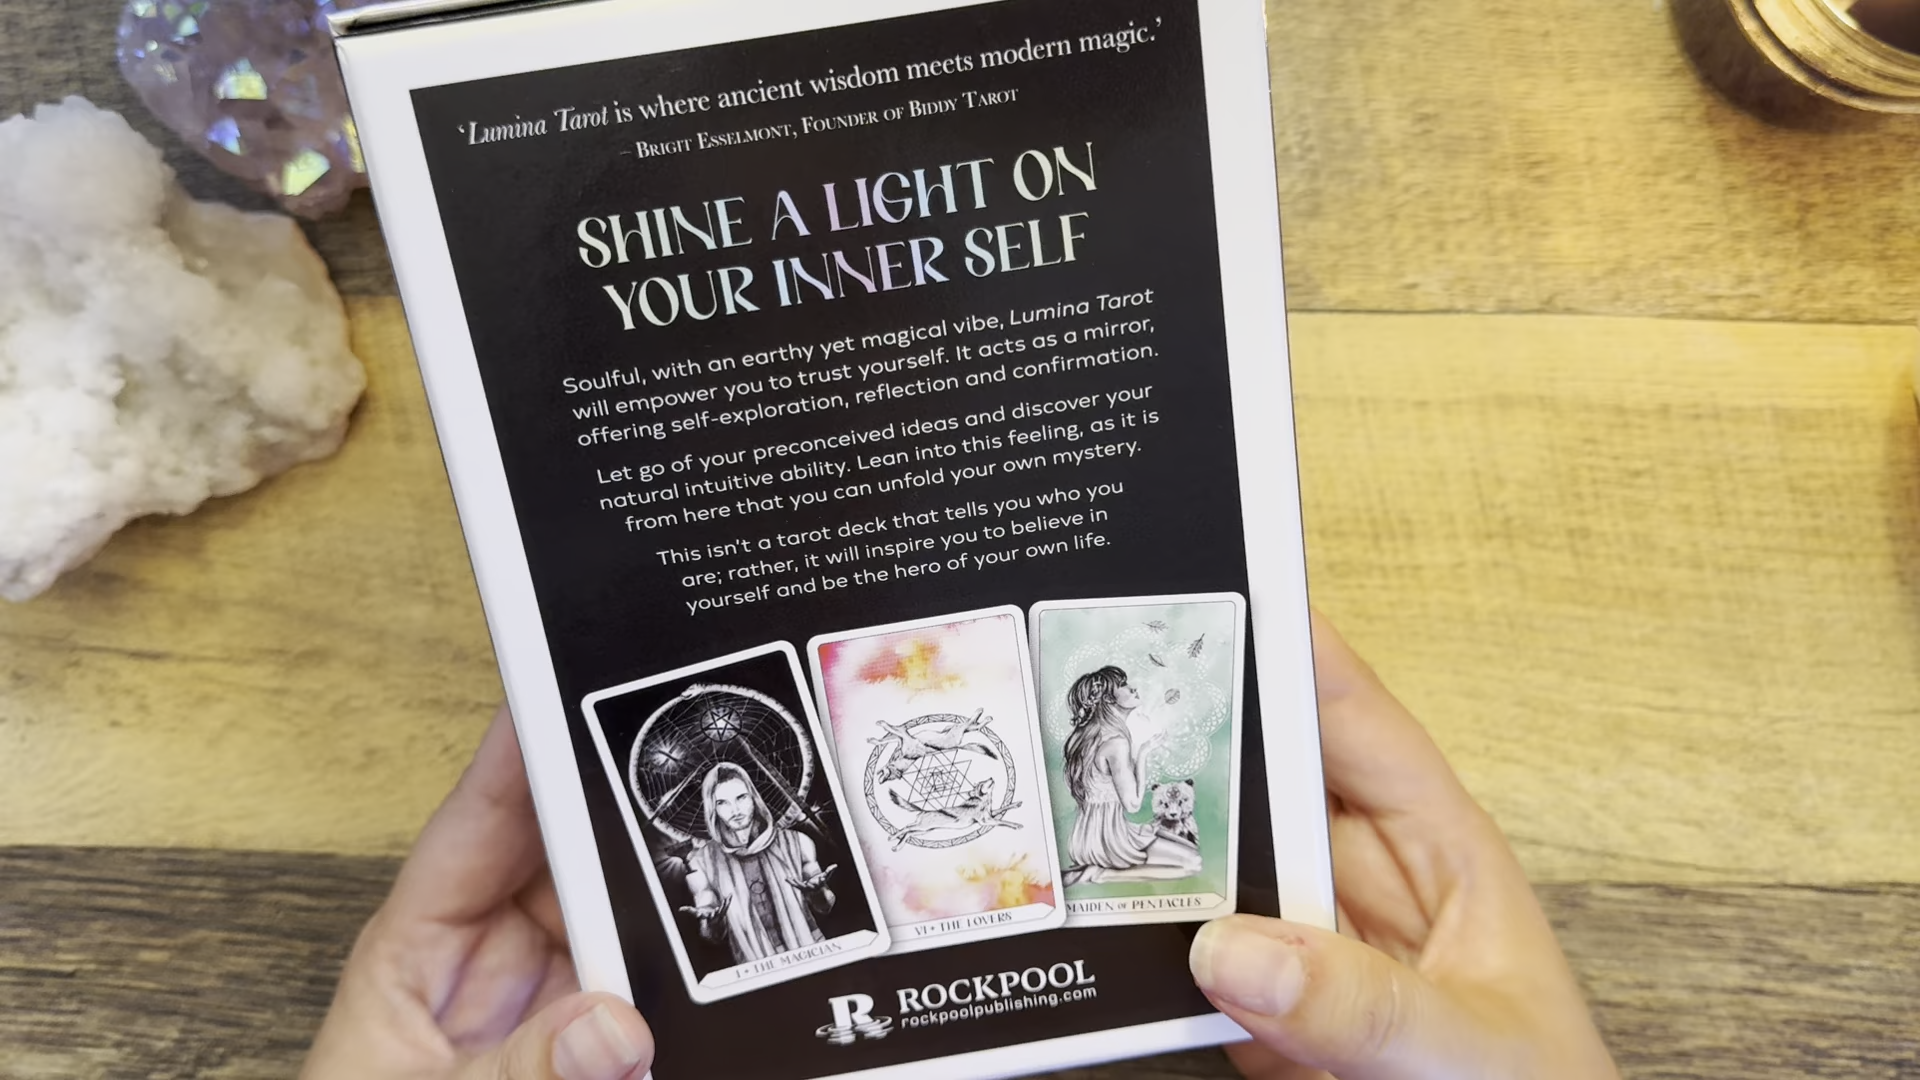 'Lumina Tarot is where ancient wisdom meets modern magic.'
– Brigit Esselmont, Founder of Biddy Tarot
SHINE A LIGHT ON
YOUR INNER SELF
Soulful, with an earthy yet magical vibe, Lumina Tarot
will empower you to trust yourself. It acts as a mirror,
offering self-exploration, reflection and confirmation.
Let go of your preconceived ideas and discover your
natural intuitive ability. Lean into this feeling, as it is
from here that you can unfold your own mystery.
This isn't a tarot deck that tells you who you
are; rather, it will inspire you to believe in
yourself and be the hero of your own life.
I • THE MAGICIAN
VI • THE LOVERS
MAIDEN OF PENTACLES
R ROCKPOOL
rockpoolpublishing.com